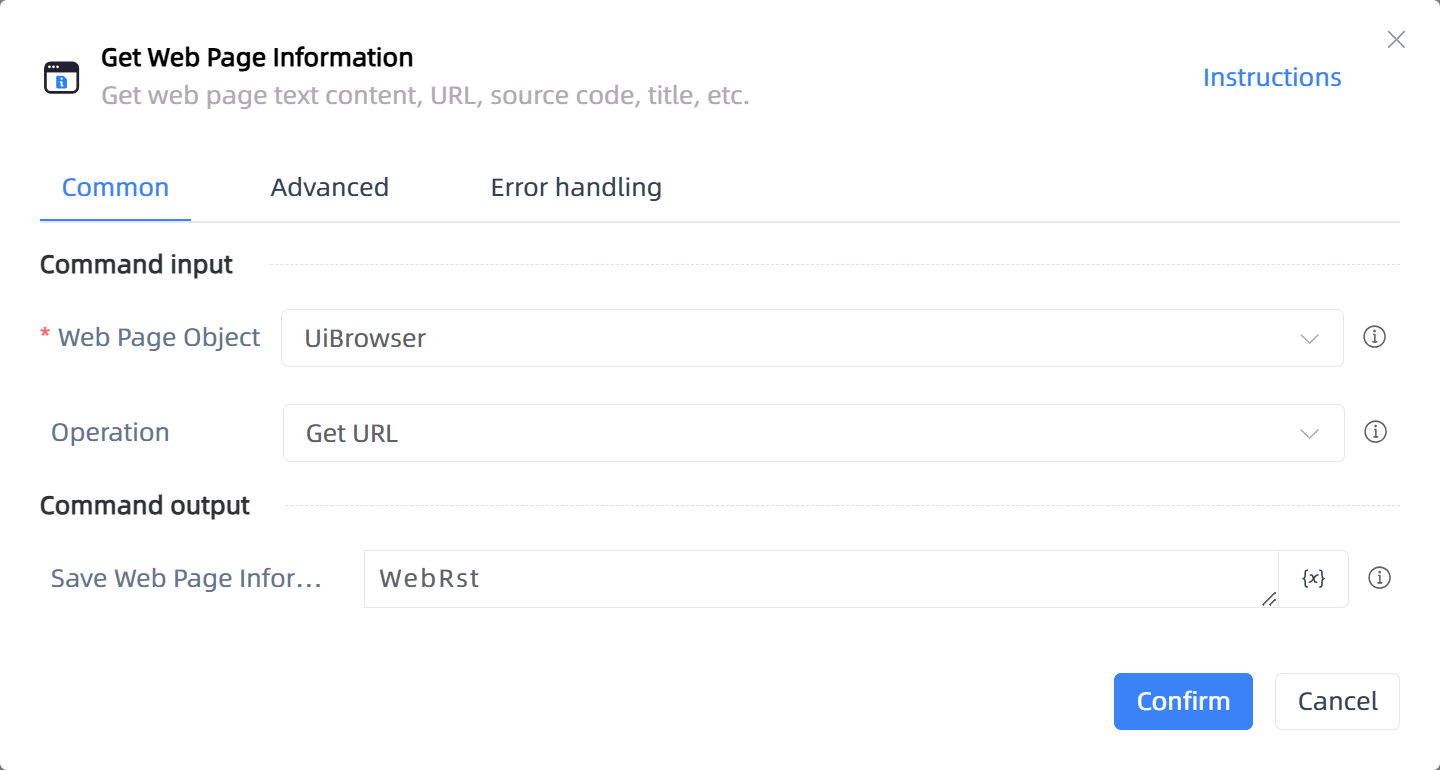 Get Web Page Information
Instructions
Get web page text content, URL, source code, title, etc.
Common Advanced Error handling
Command input
* Web Page Object UiBrowser
Operation Get URL
Command output
Save Web Page Infor... WebRst {x}
Confirm Cancel